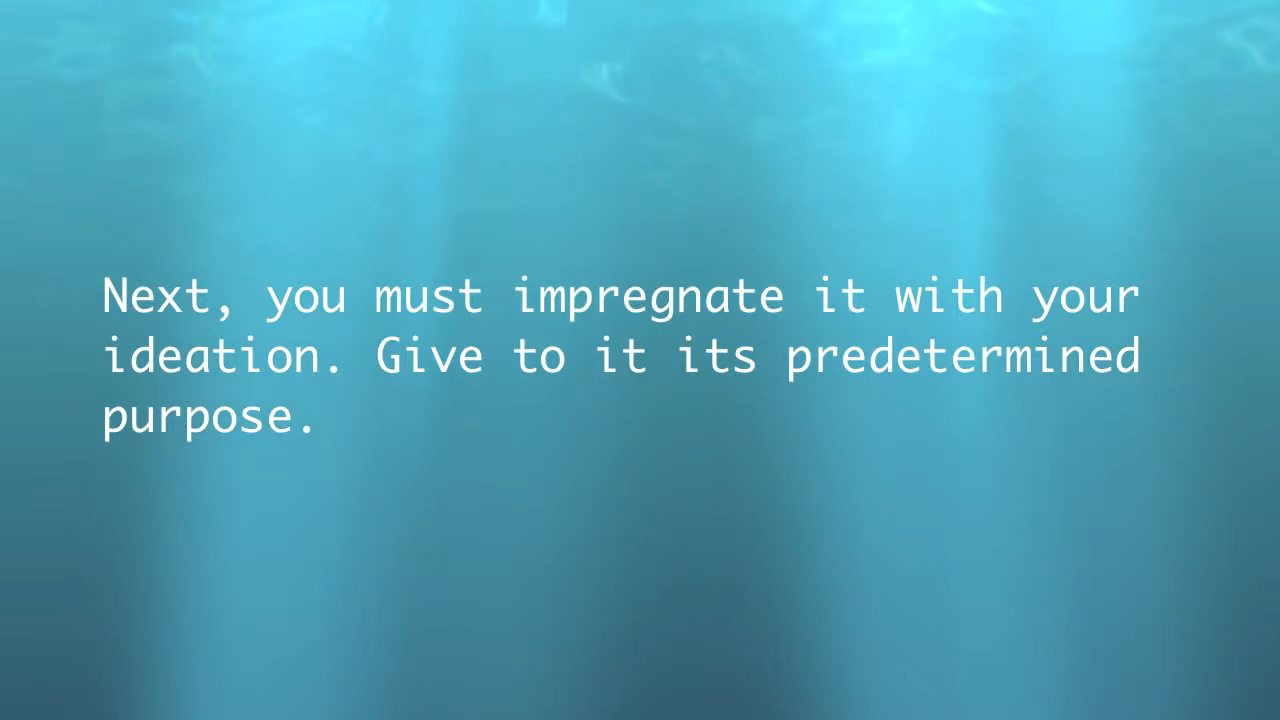 Next, you must impregnate it with your
ideation. Give to it its predetermined
purpose.